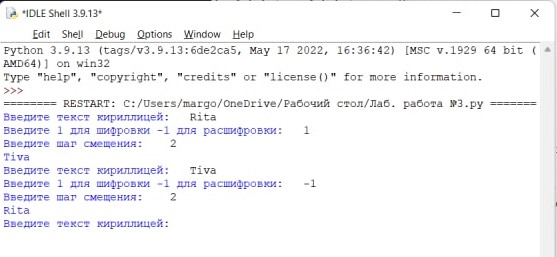 *IDLE Shell 3.9.13*
Edit Shell Debug Options Window Help
Python 3.9.13 (tags/v3.9.13:6de2ca5, May 17 2022, 16:36:42) [MSC v.1929 64 bit (
AMD64)] on win32
Type "help", "copyright", "credits" or "license()" for more information.
>>>
======== RESTART: C:/Users/margo/OneDrive/Рабочий стол/Лаб. работа №3.py =======
Введите текст кириллицей: Rita
Введите 1 для шифровки -1 для расшифровки: 1
Введите шаг смещения: 2
Tiva
Введите текст кириллицей: Tiva
Введите 1 для шифровки -1 для расшифровки: -1
Введите шаг смещения: 2
Rita
Введите текст кириллицей: